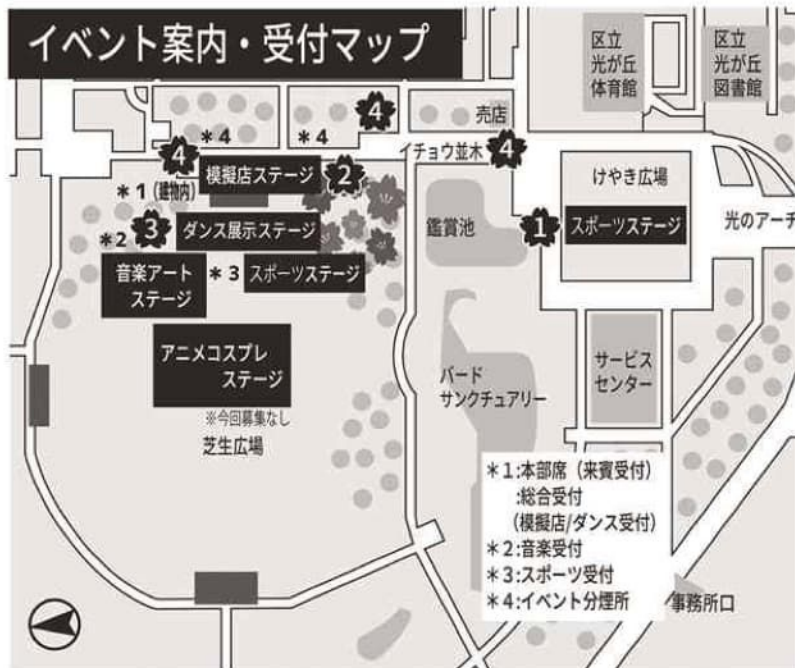 イベント案内・受付マップ
区立
光が丘
体育館
区立
光が丘
図書館
売店
4
*4
*4
イチョウ並木
4
4
模擬店ステージ
2
けやき広場
*1(建物内)
*2
3
ダンス展示ステージ
鑑賞池
1
スポーツステージ
光のアーチ
音楽アート
ステージ
*3
スポーツステージ
アニメコスプレ
ステージ
※今回募集なし
芝生広場
バード
サンクチュアリー
サービス
センター
*1:本部席(来賓受付)
:総合受付
(模擬店/ダンス受付)
*2:音楽受付
*3:スポーツ受付
*4:イベント分煙所
事務所口